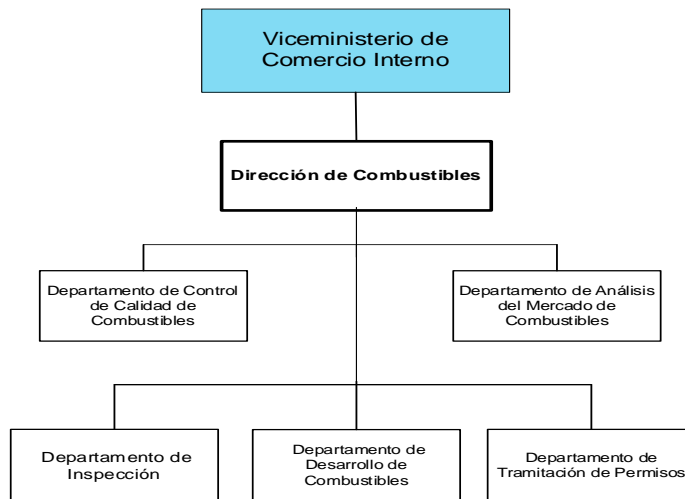 Viceministerio de
Comercio Interno
Dirección de Combustibles
Departamento de Control
de Calidad de
Combustibles
Departamento de Análisis
del Mercado de
Combustibles
Departamento de
Inspección
Departamento de
Desarrollo de
Combustibles
Departamento de
Tramitación de Permisos